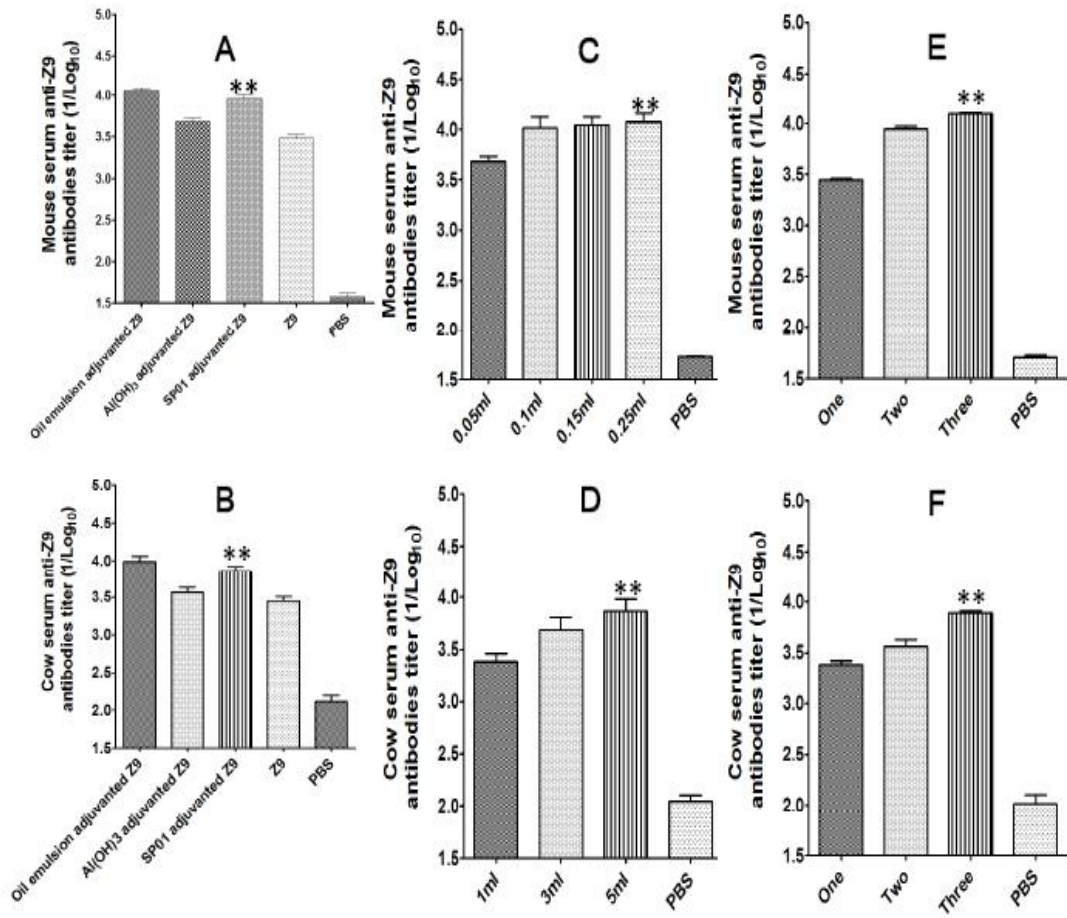 A
Mouse serum anti-Z9
antibodies titer (1/Log10)
5.0
4.5
4.0
3.5
3.0
2.5
2.0
1.5
**
Oil emulsion adjuvanted Z9
Al(OH)3 adjuvanted Z9
SP01 adjuvanted Z9
Z9
PBS
C
Mouse serum anti-Z9
antibodies titer (1/Log10)
5.0
4.5
4.0
3.5
3.0
2.5
2.0
1.5
**
0.05ml
0.1ml
0.15ml
0.25ml
PBS
E
Mouse serum anti-Z9
antibodies titer (1/Log10)
5.0
4.5
4.0
3.5
3.0
2.5
2.0
1.5
**
One
Two
Three
PBS
B
Cow serum anti-Z9
antibodies titer (1/Log10)
5.0
4.5
4.0
3.5
3.0
2.5
2.0
1.5
**
Oil emulsion adjuvanted Z9
Al(OH)3 adjuvanted Z9
SP01 adjuvanted Z9
Z9
PBS
D
Cow serum anti-Z9
antibodies titer (1/Log10)
5.0
4.5
4.0
3.5
3.0
2.5
2.0
1.5
**
1ml
3ml
5ml
PBS
F
Cow serum anti-Z9
antibodies titer (1/Log10)
5.0
4.5
4.0
3.5
3.0
2.5
2.0
1.5
**
One
Two
Three
PBS